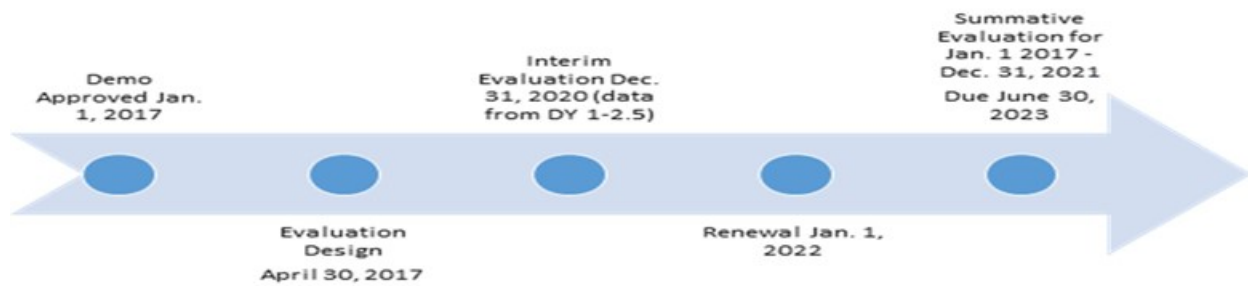 Demo
Approved Jan.
1, 2017
Evaluation
Design
April 30, 2017
Interim
Evaluation Dec.
31, 2020 (data
from DY 1-2.5)
Renewal Jan. 1,
2022
Summative
Evaluation for
Jan. 1 2017 -
Dec. 31, 2021
Due June 30,
2023